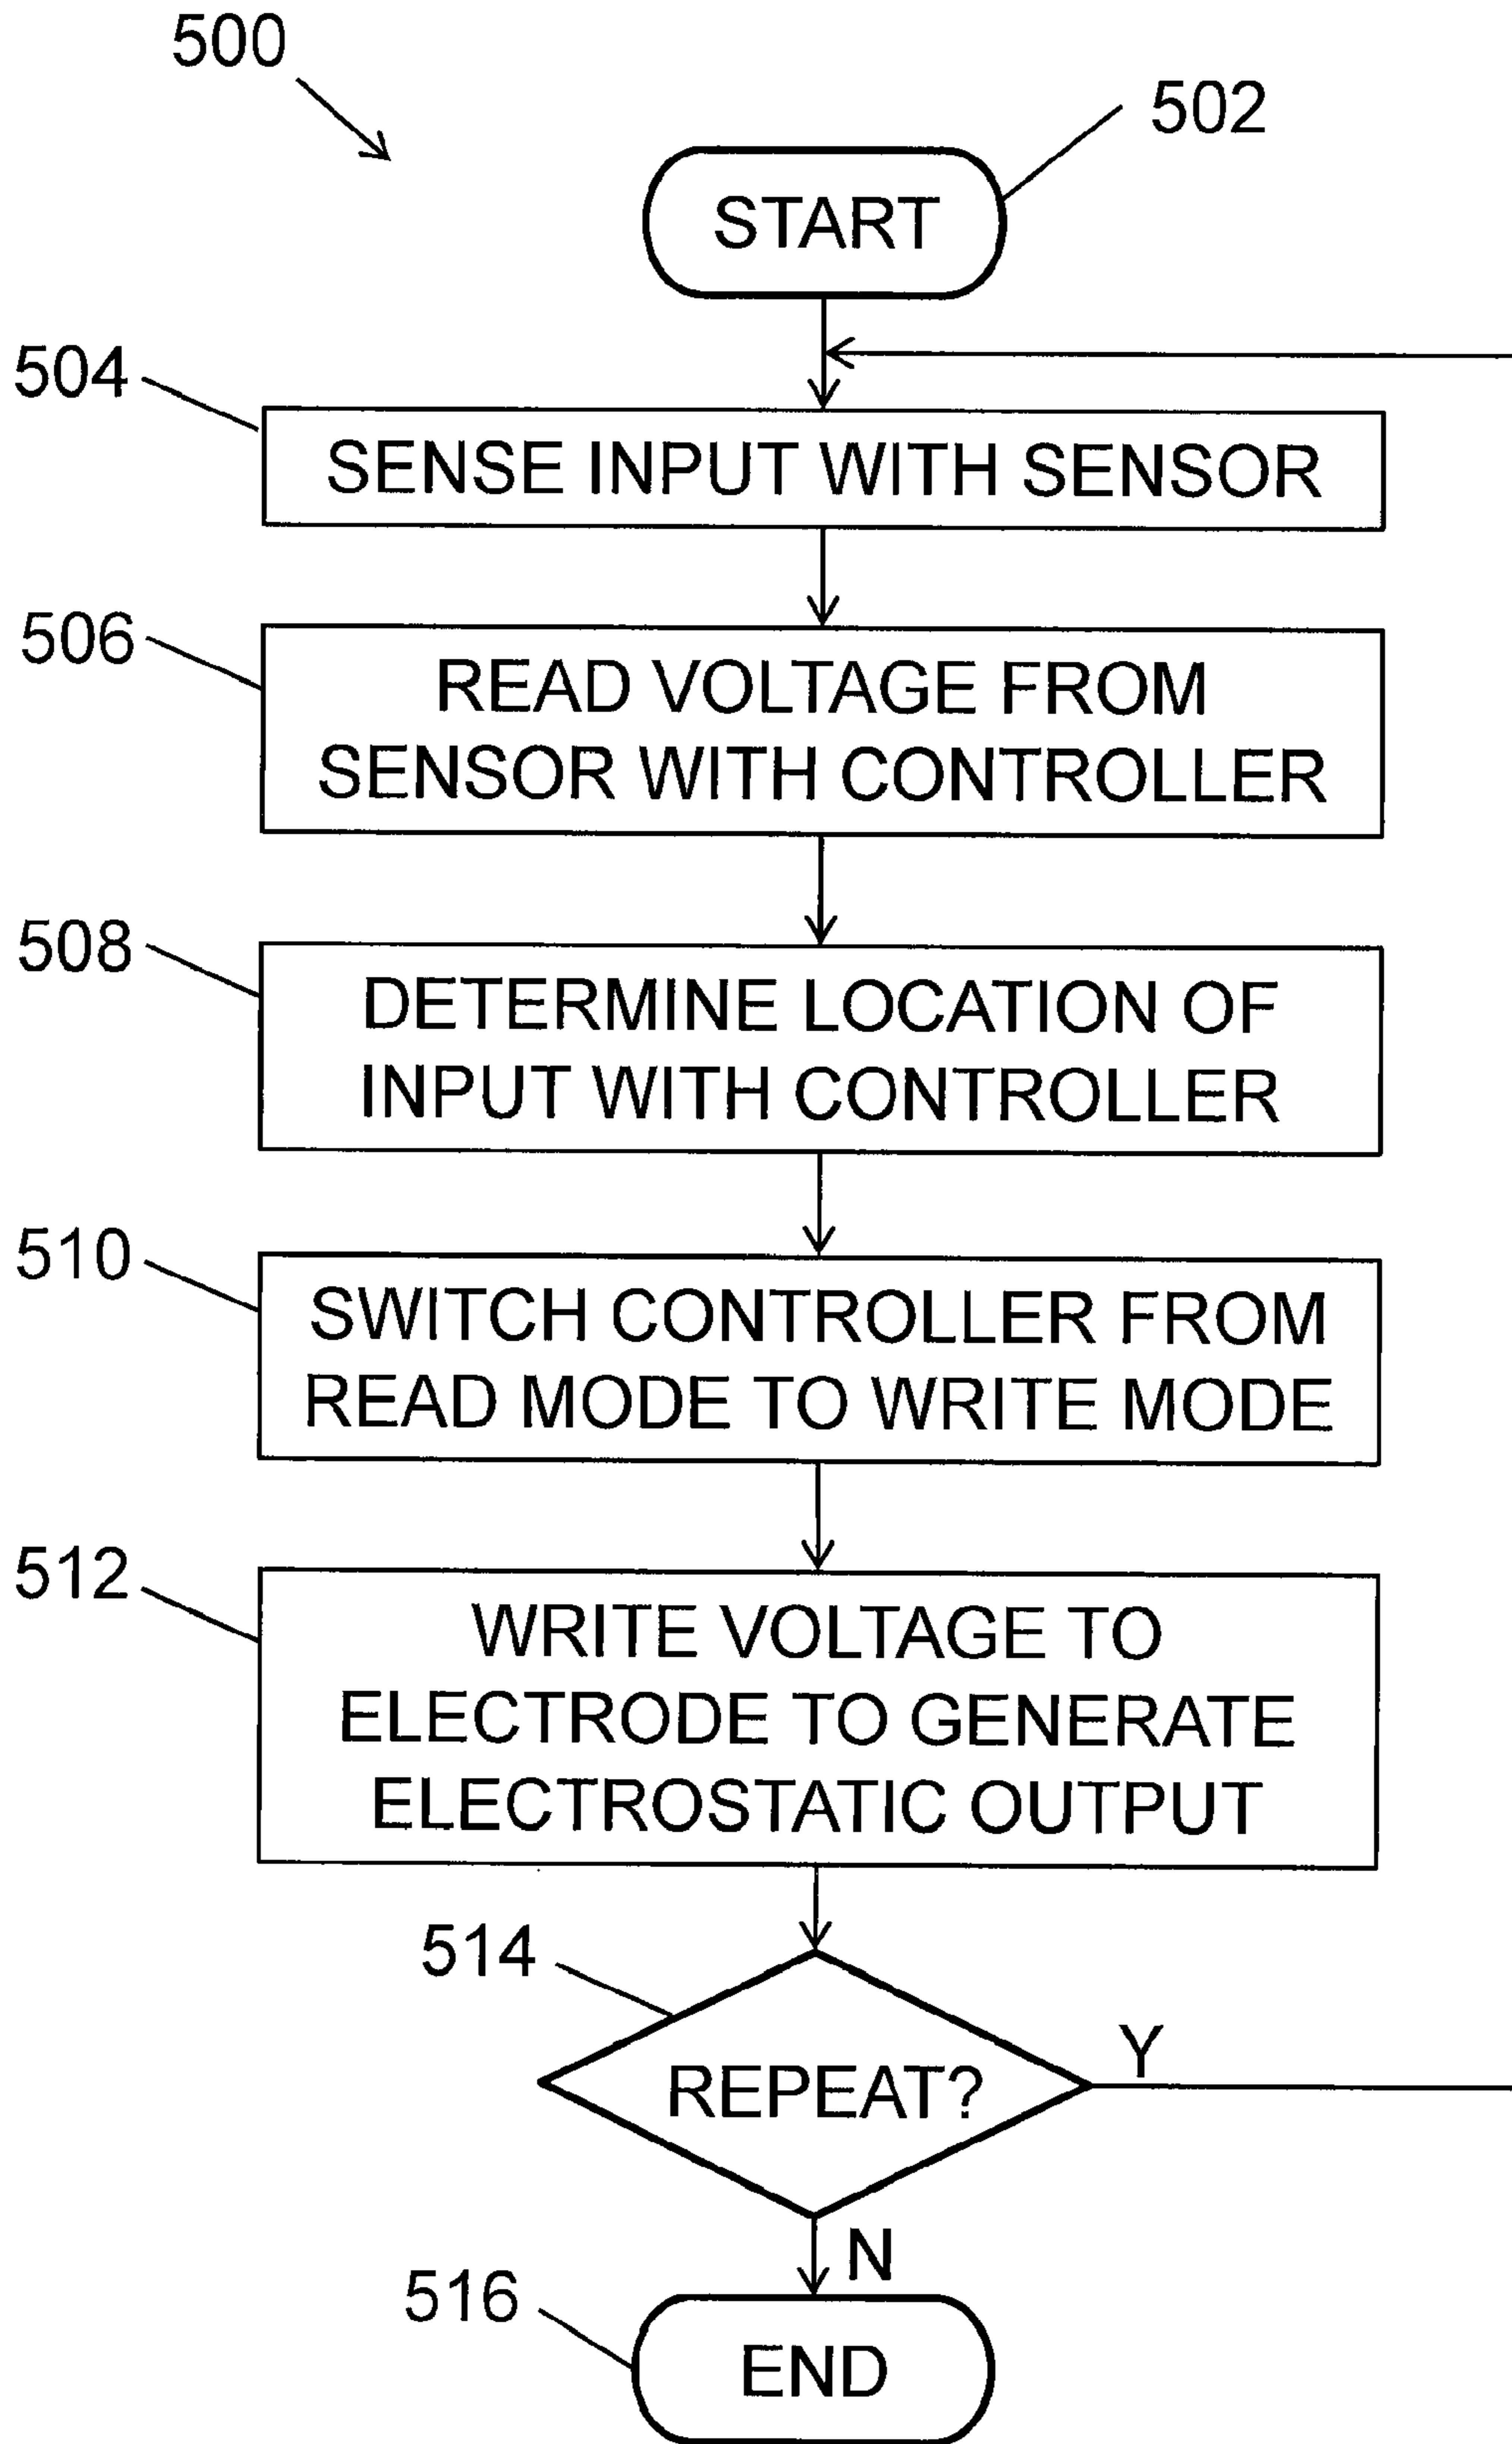 500
502
START
504
SENSE INPUT WITH SENSOR
506
READ VOLTAGE FROM
SENSOR WITH CONTROLLER
508
DETERMINE LOCATION OF
INPUT WITH CONTROLLER
510
SWITCH CONTROLLER FROM
READ MODE TO WRITE MODE
512
WRITE VOLTAGE TO
ELECTRODE TO GENERATE
ELECTROSTATIC OUTPUT
514
REPEAT?
Y
N
516
END